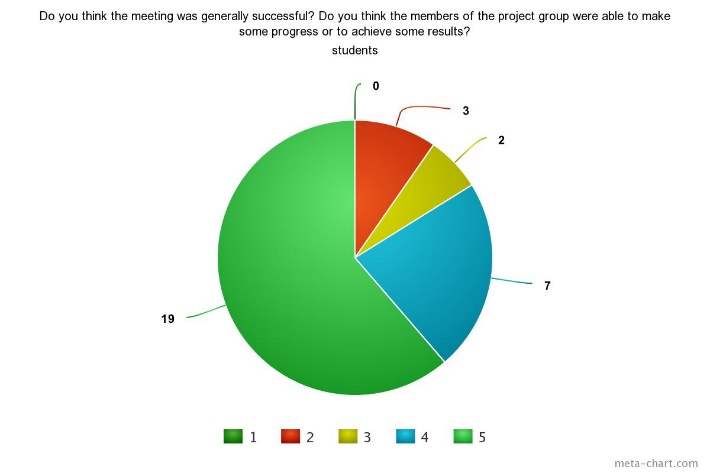 Do you think the meeting was generally successful? Do you think the members of the project group were able to make
some progress or to achieve some results?
students
0
3
2
7
19
1 2 3 4 5
meta-chart.com